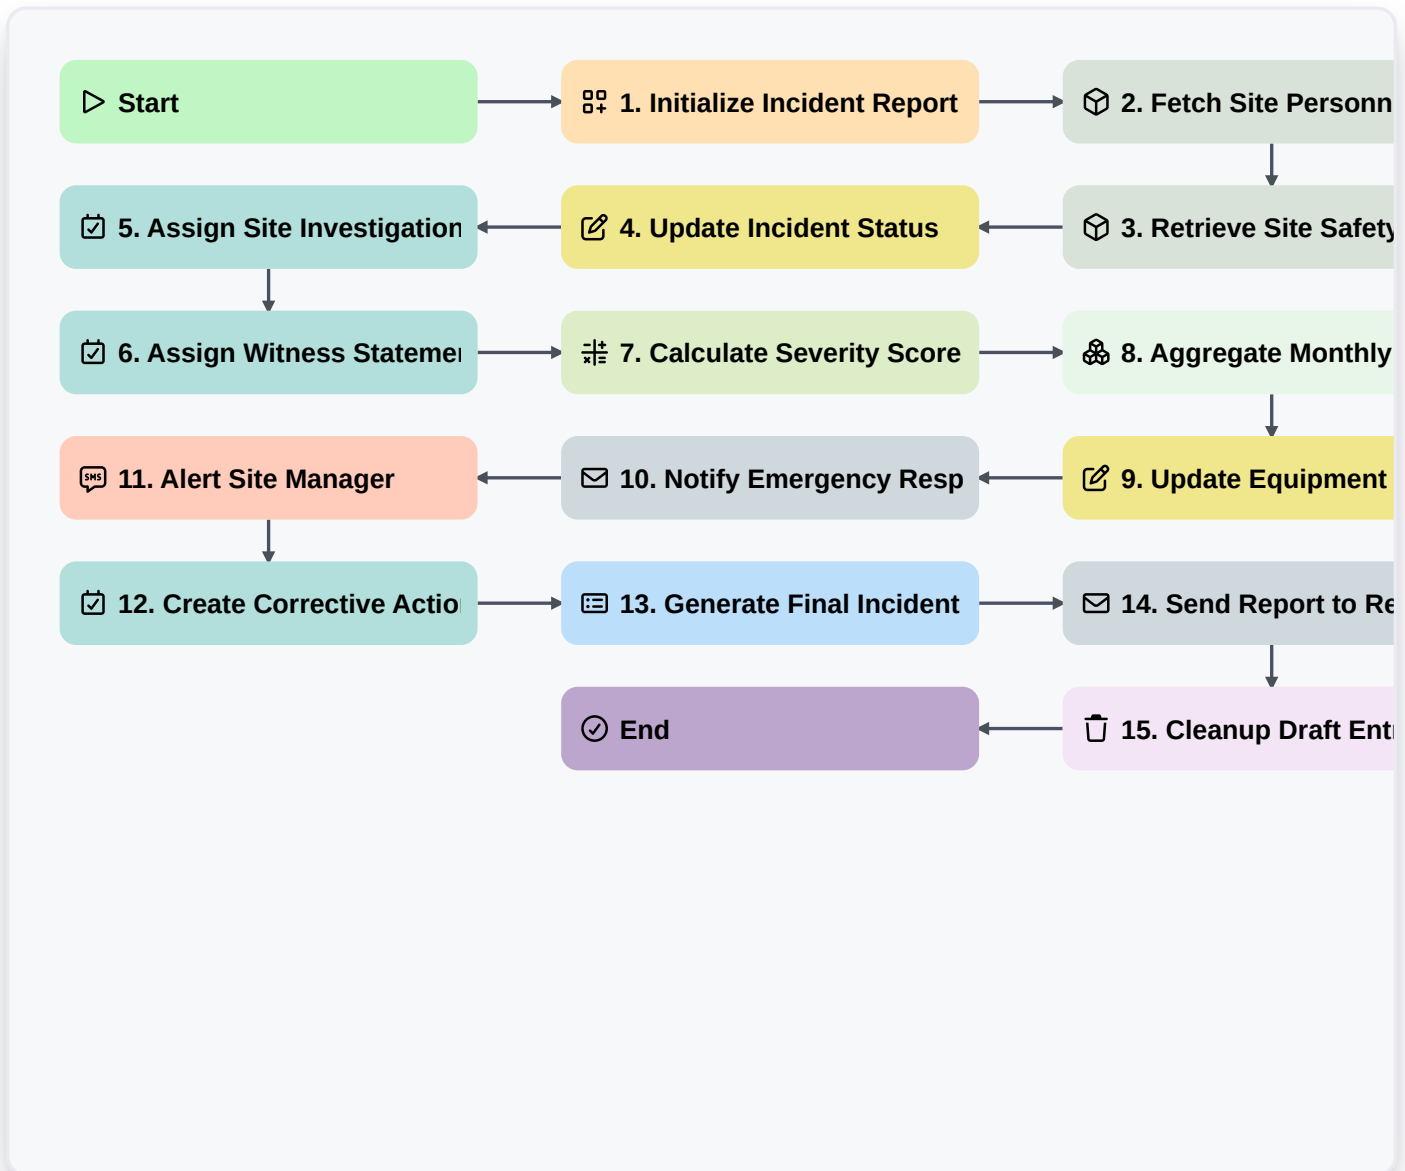 Start
1. Initialize Incident Report
2. Fetch Site Personn
5. Assign Site Investigation
4. Update Incident Status
3. Retrieve Site Safety
6. Assign Witness Statemen
7. Calculate Severity Score
8. Aggregate Monthly
11. Alert Site Manager
SMS
10. Notify Emergency Resp
9. Update Equipment
12. Create Corrective Action
13. Generate Final Incident
14. Send Report to Re
End
15. Cleanup Draft Entr